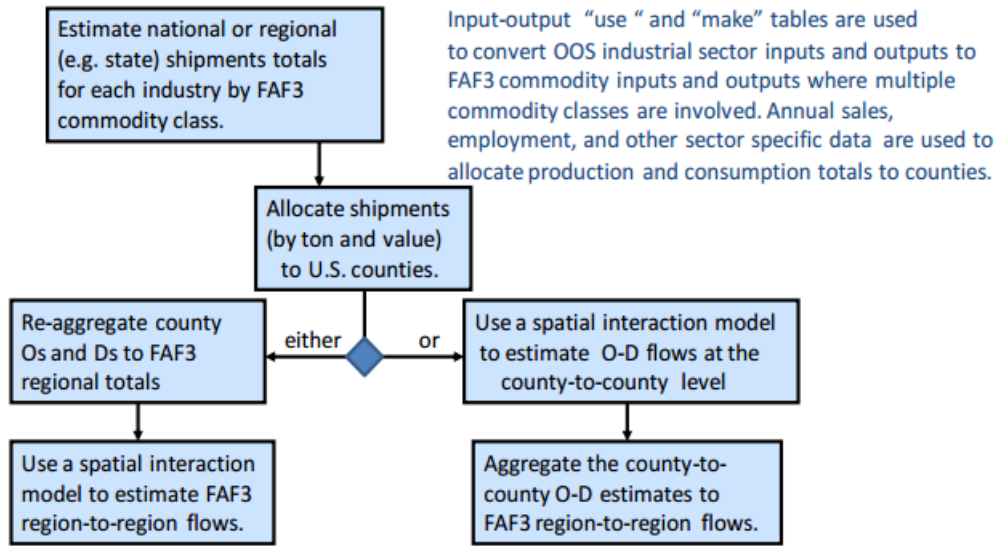 Estimate national or regional
(e.g. state) shipments totals
for each industry by FAF3
commodity class.
Input-output “use “ and “make” tables are used
to convert OOS industrial sector inputs and outputs to
FAF3 commodity inputs and outputs where multiple
commodity classes are involved. Annual sales,
employment, and other sector specific data are used to
allocate production and consumption totals to counties.
Allocate shipments
(by ton and value)
to U.S. counties.
either
or
Re-aggregate county
Os and Ds to FAF3
regional totals
Use a spatial interaction model
to estimate O-D flows at the
county-to-county level
Use a spatial interaction
model to estimate FAF3
region-to-region flows.
Aggregate the county-to-
county O-D estimates to
FAF3 region-to-region flows.